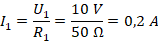 I₁ = U₁/R₁ = 10 V/50 Ω = 0,2 A